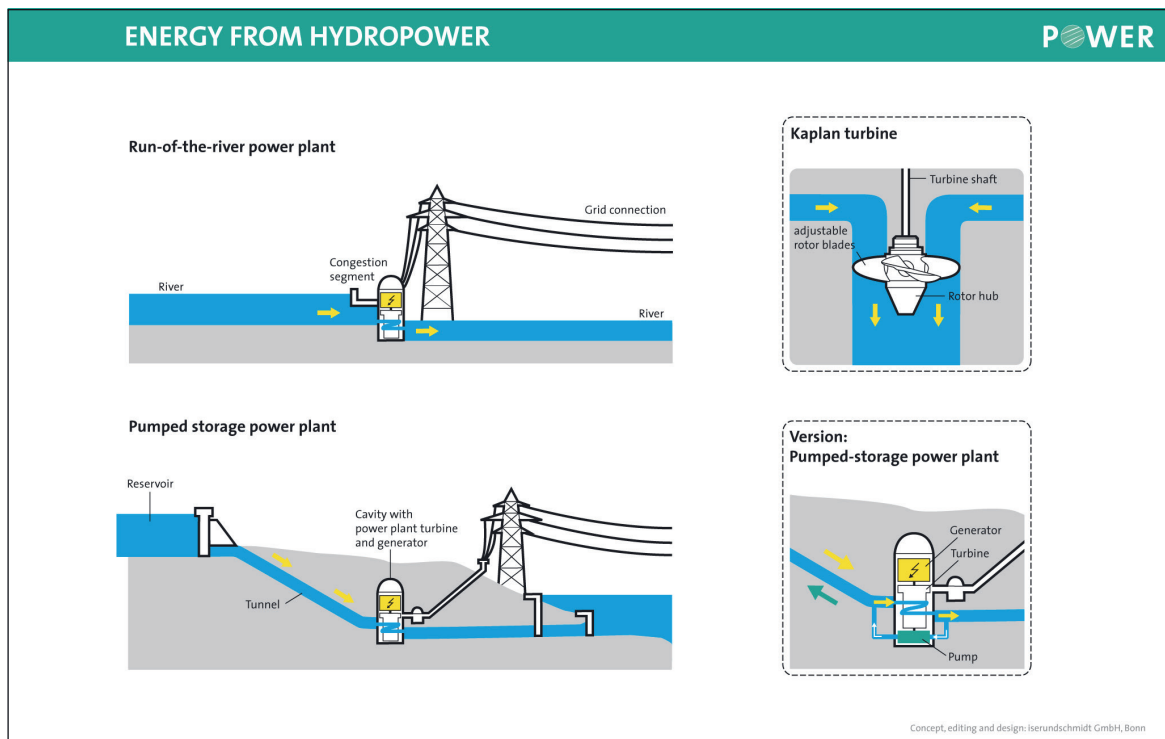 ENERGY FROM HYDROPOWER
POWER
Run-of-the-river power plant
Grid connection
Congestion
segment
River
River
Kaplan turbine
Turbine shaft
adjustable
rotor blades
Rotor hub
Pumped storage power plant
Reservoir
Cavity with
power plant turbine
and generator
Tunnel
Version:
Pumped-storage power plant
Generator
Turbine
Pump
Concept, editing and design: iserundschmidt GmbH, Bonn